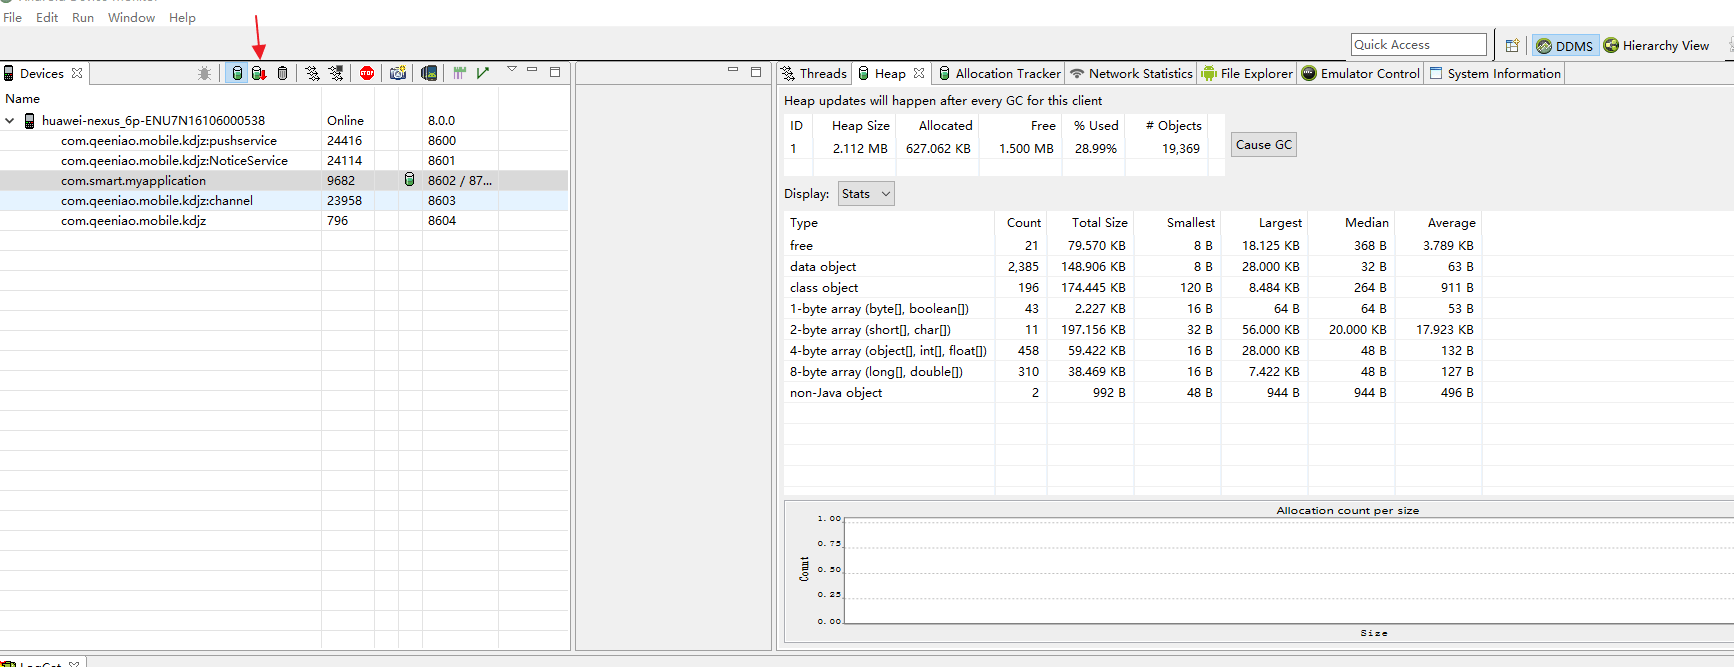 File Edit Run Window Help
Quick Access
DDMS
Hierarchy View
Devices
STOP
Name
huawei-nexus_6p-ENU7N16106000538 Online 8.0.0
com.qeeniao.mobile.kdjz:pushservice 24416 8600
com.qeeniao.mobile.kdjz:NoticeService 24114 8601
com.smart.myapplication 9682 8602 / 87...
com.qeeniao.mobile.kdjz:channel 23958 8603
com.qeeniao.mobile.kdjz 796 8604
Threads Heap Allocation Tracker Network Statistics File Explorer Emulator Control System Information
Heap updates will happen after every GC for this client
ID Heap Size Allocated Free % Used # Objects
1 2.112 MB 627.062 KB 1.500 MB 28.99% 19,369
Cause GC
Display: Stats
Type Count Total Size Smallest Largest Median Average
free 21 79.570 KB 8 B 18.125 KB 368 B 3.789 KB
data object 2,385 148.906 KB 8 B 28.000 KB 32 B 63 B
class object 196 174.445 KB 120 B 8.484 KB 264 B 911 B
1-byte array (byte[], boolean[]) 43 2.227 KB 16 B 64 B 64 B 53 B
2-byte array (short[], char[]) 11 197.156 KB 32 B 56.000 KB 20.000 KB 17.923 KB
4-byte array (object[], int[], float[]) 458 59.422 KB 16 B 28.000 KB 48 B 132 B
8-byte array (long[], double[]) 310 38.469 KB 16 B 7.422 KB 48 B 127 B
non-Java object 2 992 B 48 B 944 B 944 B 496 B
Allocation count per size
1.00
0.75
0.50
0.25
0.00
Count
Size
LogCat